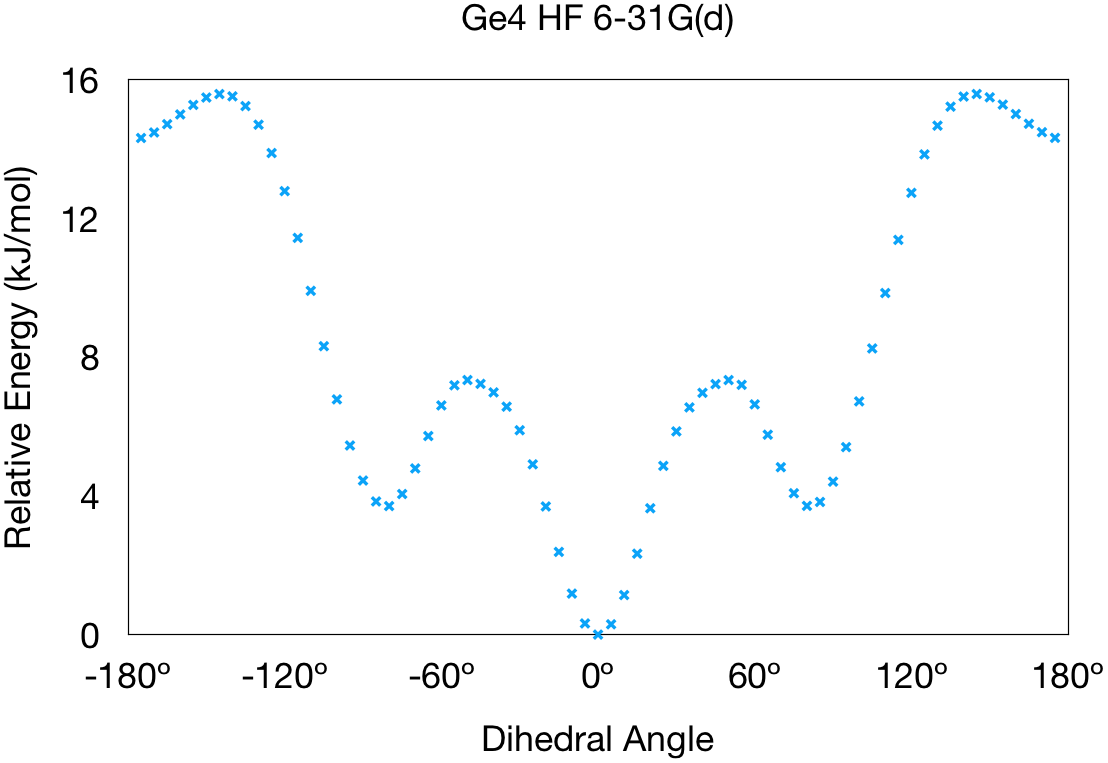 Ge4 HF 6-31G(d)
Relative Energy (kJ/mol)
16
12
8
4
0
-180º
-120º
-60º
0º
60º
120º
180º
Dihedral Angle